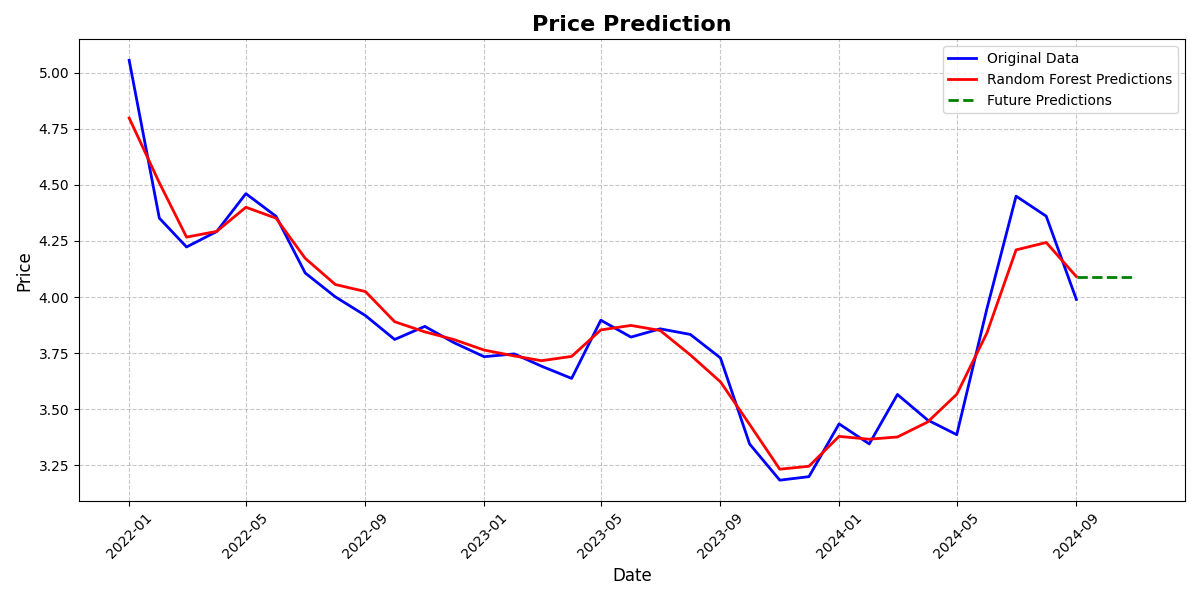 Price Prediction
Original Data
Random Forest Predictions
Future Predictions
Price
5.00
4.75
4.50
4.25
4.00
3.75
3.50
3.25
2022-01
2022-05
2022-09
2023-01
2023-05
2023-09
2024-01
2024-05
2024-09
Date